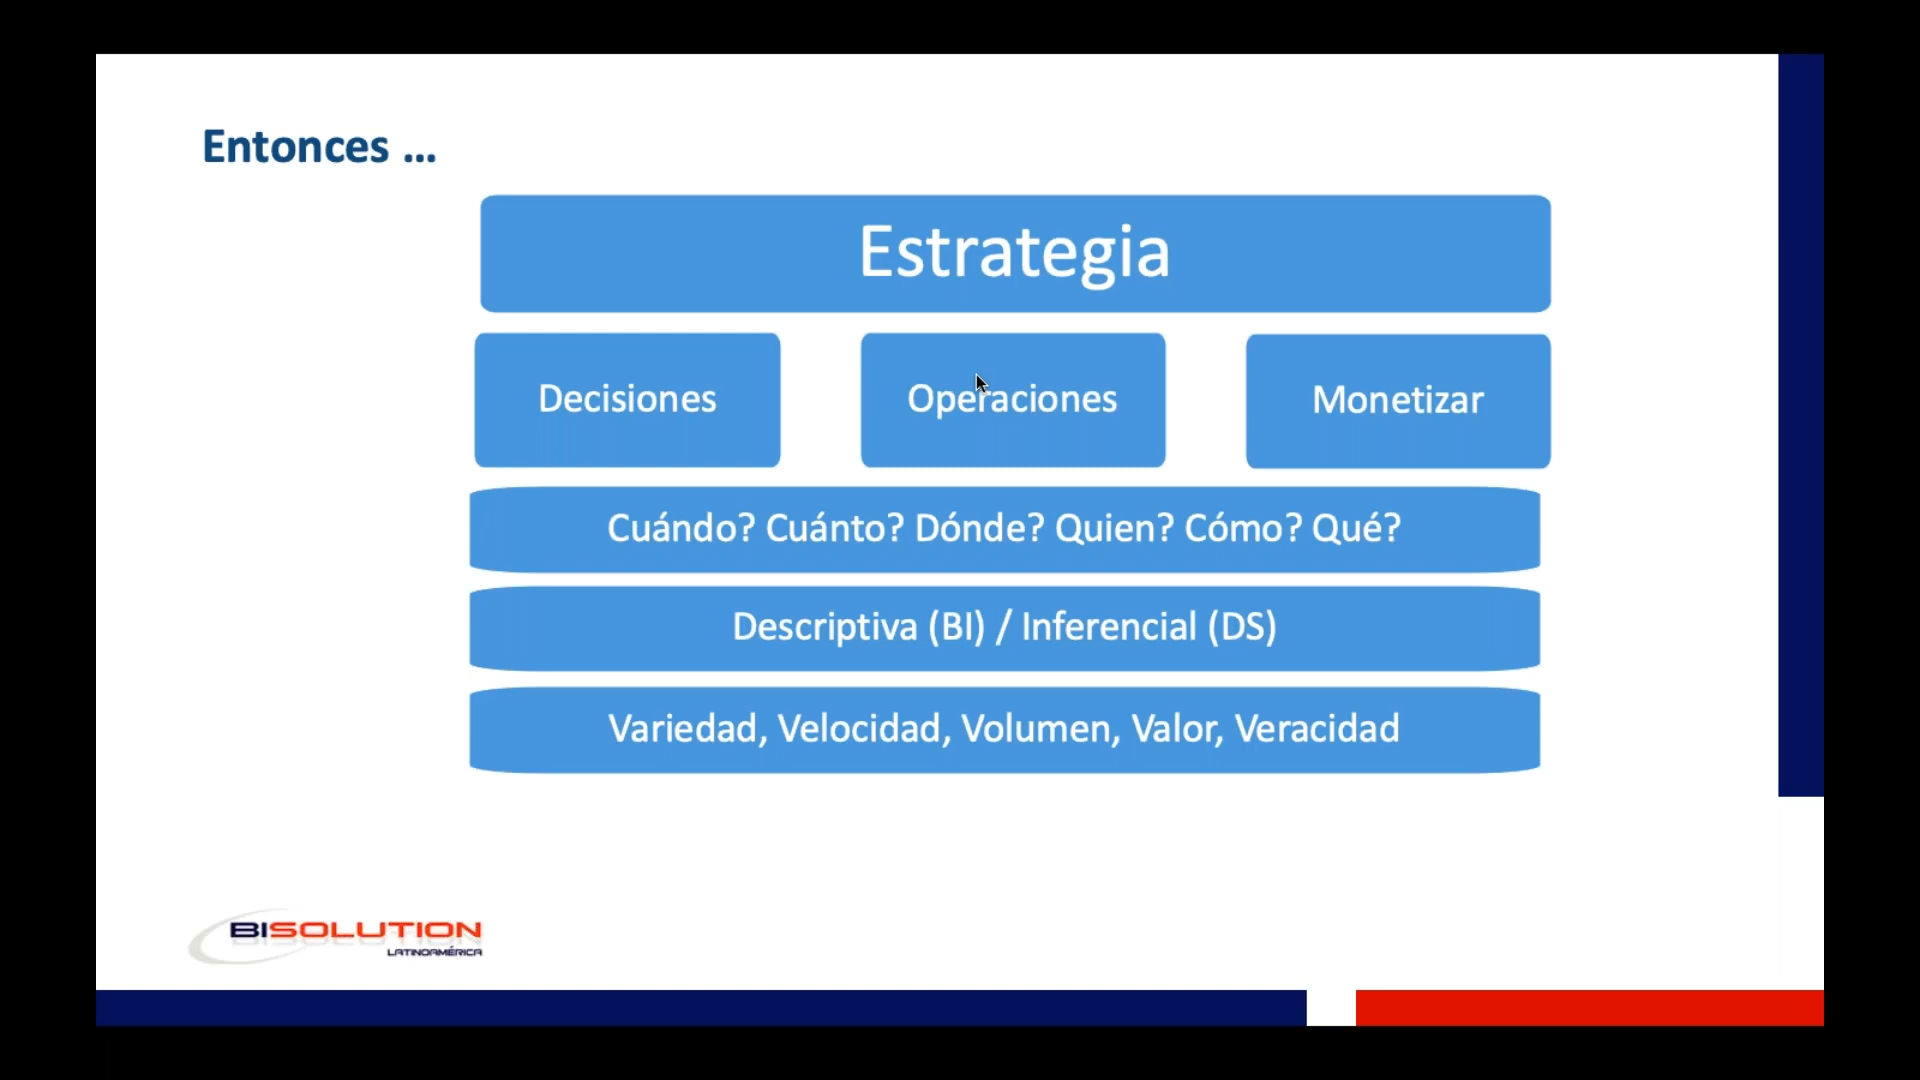 Entonces ...
Estrategia
Decisiones
Operaciones
Monetizar
Cuándo? Cuánto? Dónde? Quien? Cómo? Qué?
Descriptiva (BI) / Inferencial (DS)
Variedad, Velocidad, Volumen, Valor, Veracidad
BISOLUTION
LATINOAMÉRICA